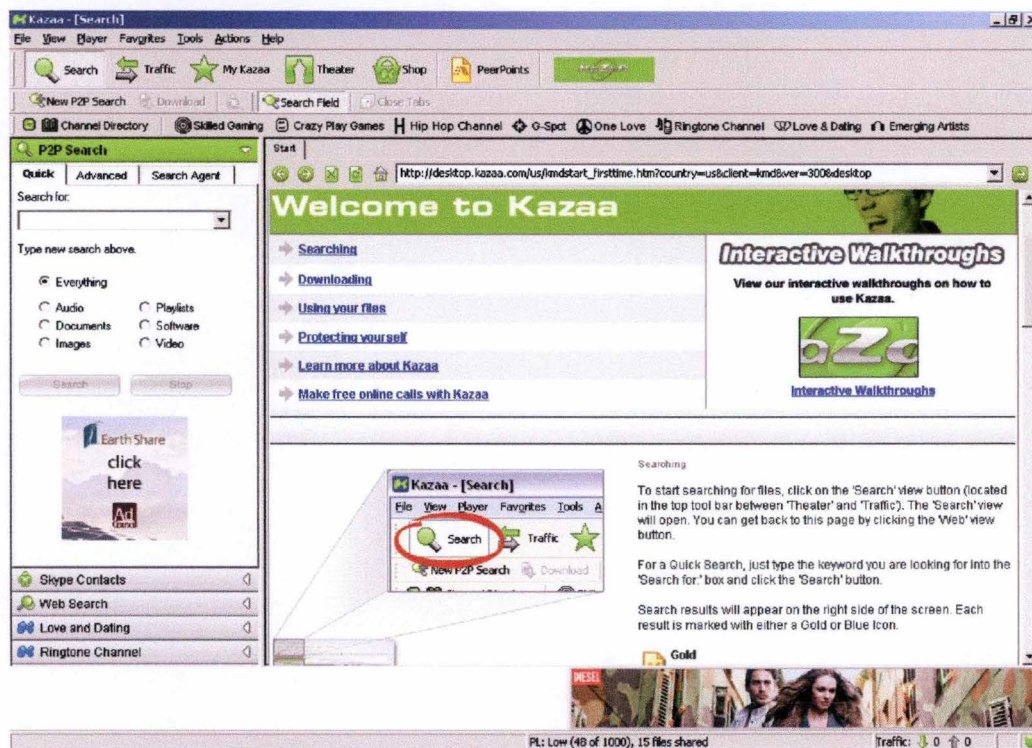 Kazaa - [Search]
File View Player Favorites Tools Actions Help
Search Traffic My Kazaa Theater Shop PeerPoints
New P2P Search Download Search Field Close Tabs
Channel Directory Skilled Gaming Crazy Play Games Hip Hop Channel G-Spot One Love Ringtone Channel Love & Dating Emerging Artists
P2P Search
Quick Advanced Search Agent
Search for:
Type new search above.
Everything
Audio Playlists
Documents Software
Images Video
Search Stop
Earth Share
click
here
Ad
Council
Skype Contacts
Web Search
Love and Dating
Ringtone Channel
Start
http://desktop.kazaa.com/us/kmdstart_firsttime.htm?country=us&client=kmd&ver=300&desktop
Welcome to Kazaa
Searching
Downloading
Using your files
Protecting yourself
Learn more about Kazaa
Make free online calls with Kazaa
Interactive Walkthroughs
View our interactive walkthroughs on how to
use Kazaa.
aZa
Interactive Walkthroughs
Kazaa - [Search]
File View Player Favorites Tools A
Search Traffic
New P2P Search Download
Searching
To start searching for files, click on the 'Search' view button (located
in the top tool bar between 'Theater' and 'Traffic'). The 'Search' view
will open. You can get back to this page by clicking the 'Web' view
button.
For a Quick Search, just type the keyword you are looking for into the
'Search for:' box and click the 'Search' button.
Search results will appear on the right side of the screen. Each
result is marked with either a Gold or Blue Icon.
Gold
DIESEL
PL: Low (48 of 1000), 15 files shared Traffic: 0 0